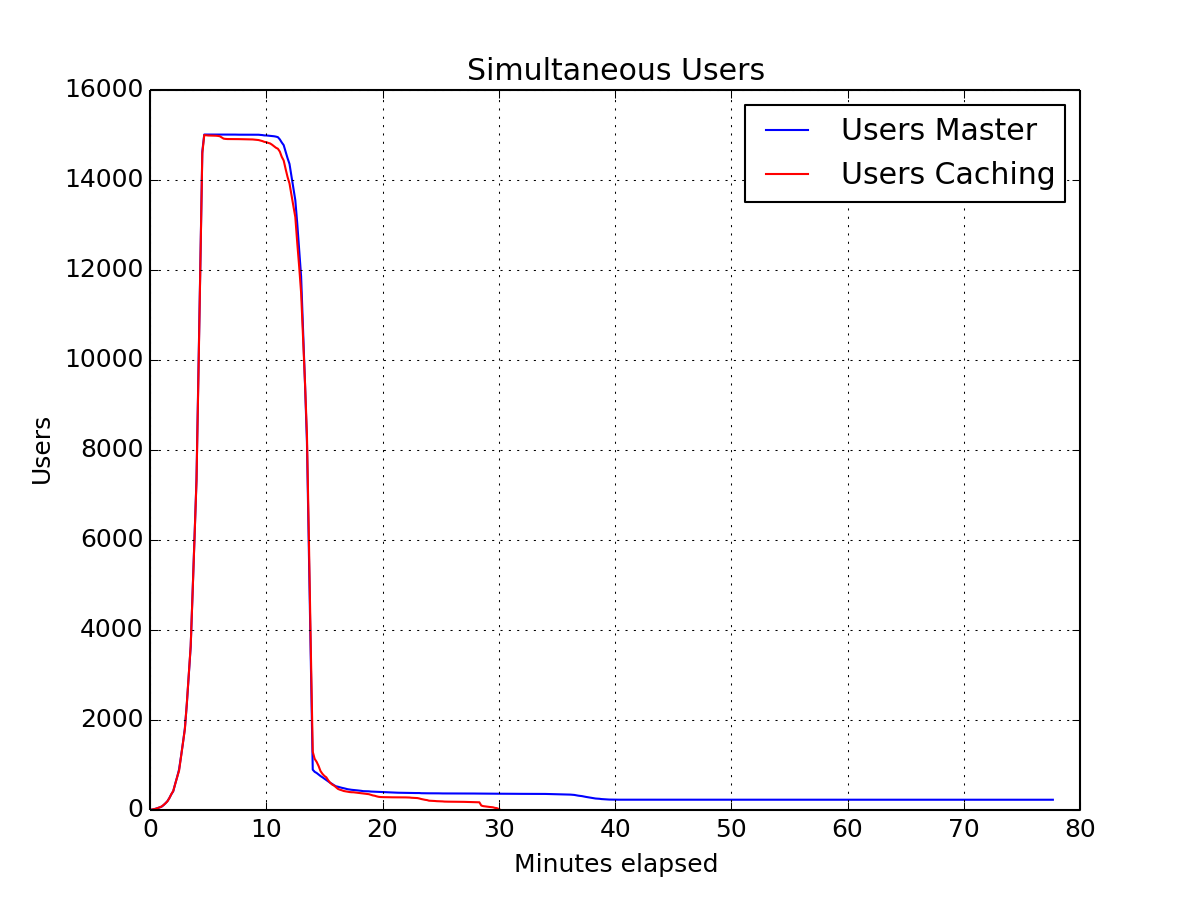 Simultaneous Users
Users Master
Users Caching
16000
14000
12000
10000
8000
6000
4000
2000
0
Users
0 10 20 30 40 50 60 70 80
Minutes elapsed